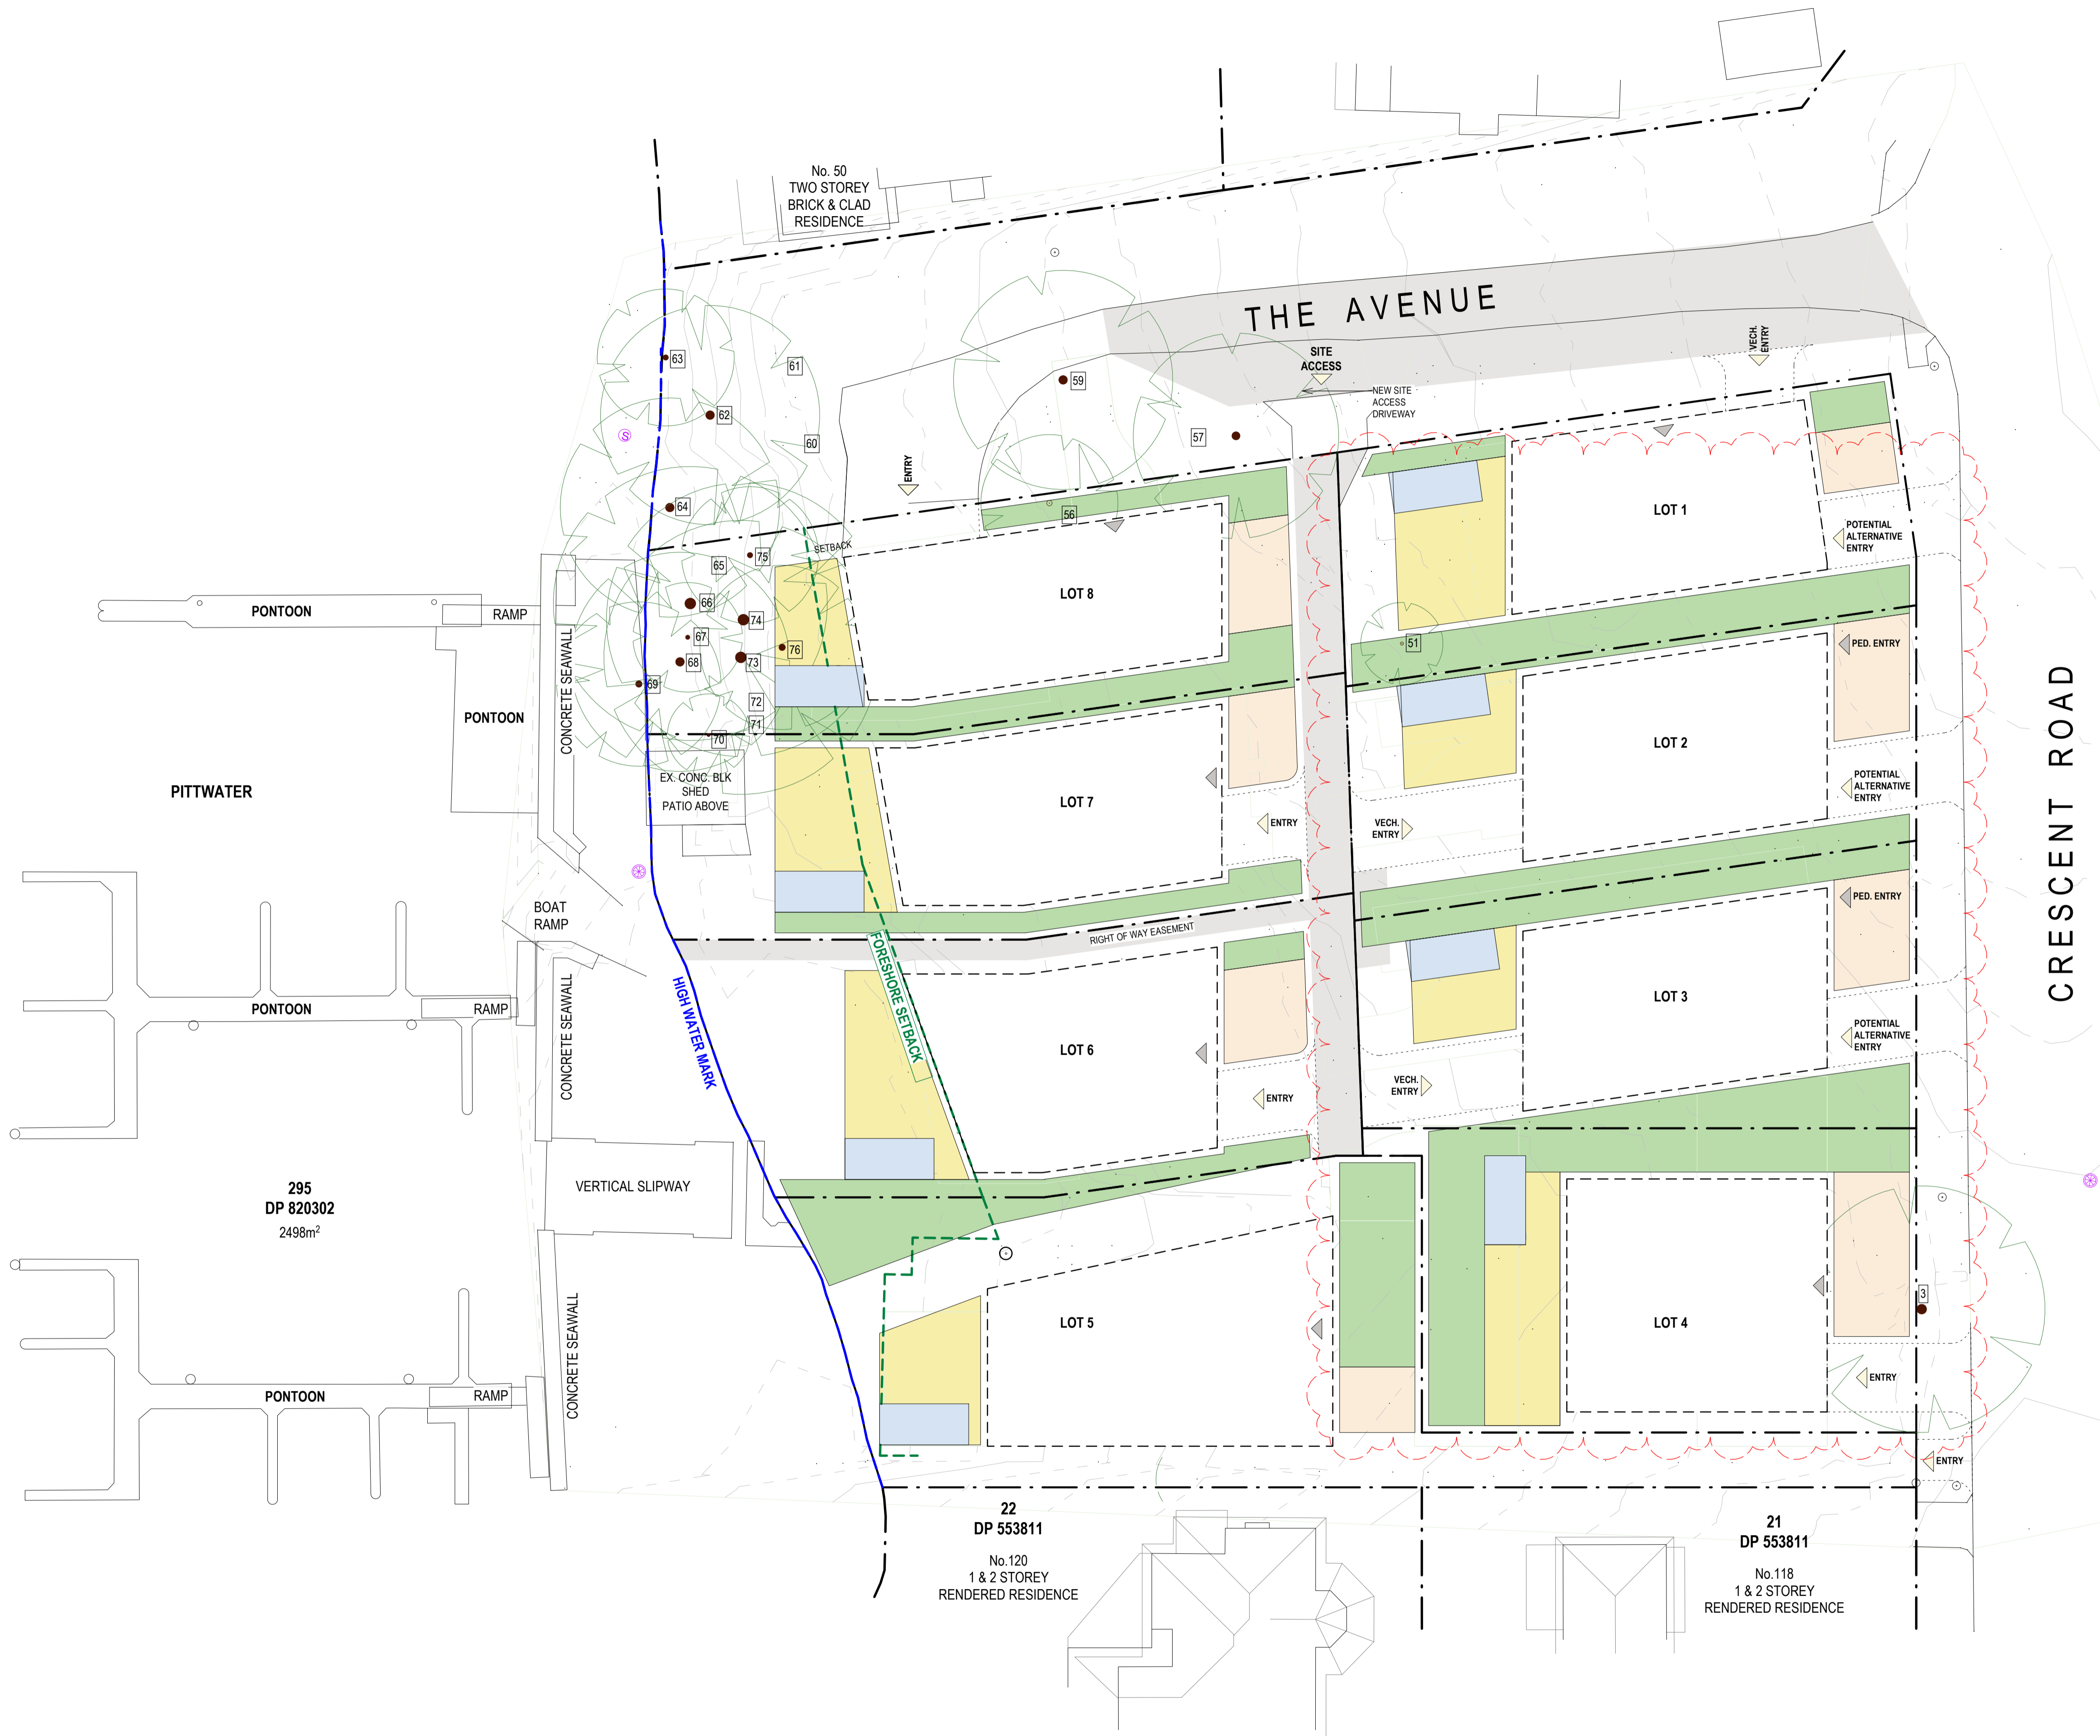 No. 50
TWO STOREY
BRICK & CLAD
RESIDENCE
THE AVENUE
SITE
ACCESS
NEW SITE
ACCESS
DRIVEWAY
VECH.
ENTRY
63
62
61
60
59
57
56
64
ENTRY
SETBACK
75
65
66
74
67
76
68
73
69
72
71
70
LOT 1
POTENTIAL
ALTERNATIVE
ENTRY
LOT 8
51
PED. ENTRY
PONTOON
RAMP
CONCRETE SEAWALL
PONTOON
PITTWATER
EX. CONC. BLK
SHED
PATIO ABOVE
LOT 7
ENTRY
VECH.
ENTRY
LOT 2
POTENTIAL
ALTERNATIVE
ENTRY
CRESCENT ROAD
PED. ENTRY
BOAT
RAMP
RIGHT OF WAY EASEMENT
FORESHORE SETBACK
HIGH WATER MARK
PONTOON
RAMP
CONCRETE SEAWALL
LOT 6
ENTRY
VECH.
ENTRY
LOT 3
POTENTIAL
ALTERNATIVE
ENTRY
295
DP 820302
2498m²
VERTICAL SLIPWAY
CONCRETE SEAWALL
LOT 5
LOT 4
3
ENTRY
PONTOON
RAMP
ENTRY
22
DP 553811
No.120
1 & 2 STOREY
RENDERED RESIDENCE
21
DP 553811
No.118
1 & 2 STOREY
RENDERED RESIDENCE
S